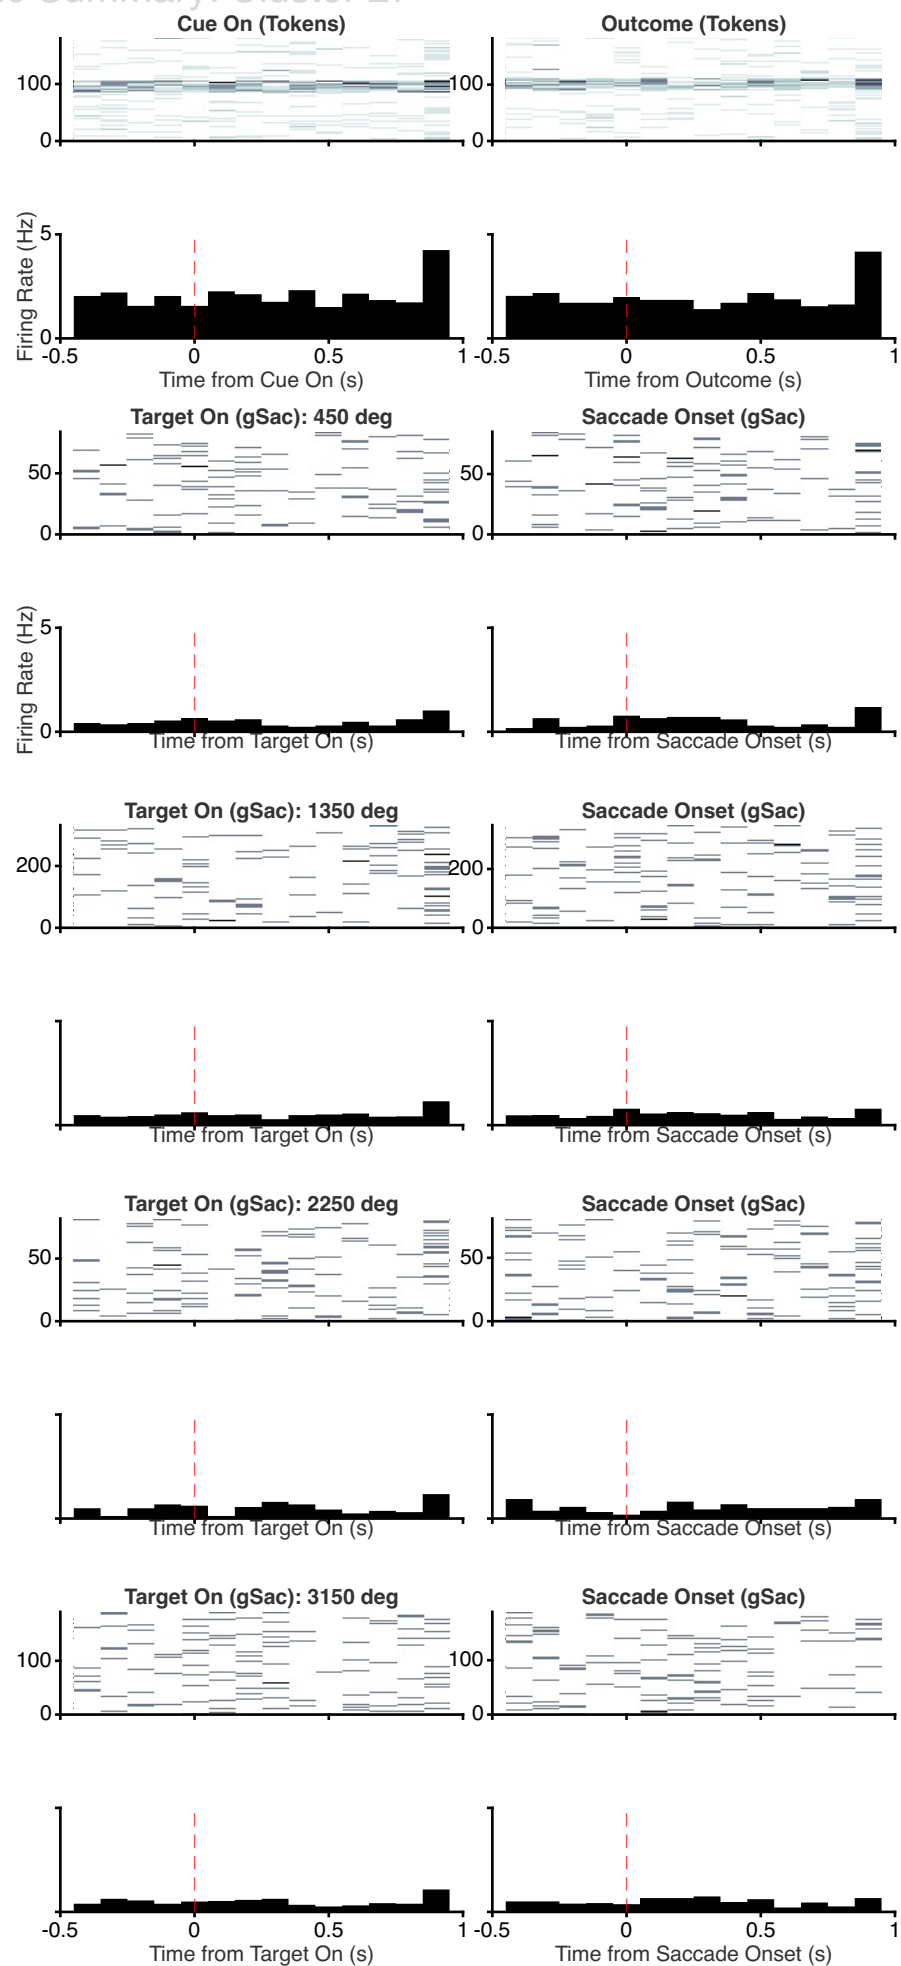 Summary: Cluster
Cue On (Tokens)
Outcome (Tokens)
100
0
100
0
Firing Rate (Hz)
5
0
-0.5 0 0.5 1
Time from Cue On (s)
-0.5 0 0.5 1
Time from Outcome (s)
Target On (gSac): 450 deg
Saccade Onset (gSac)
50
0
50
0
Firing Rate (Hz)
5
0
Time from Target On (s)
Time from Saccade Onset (s)
Target On (gSac): 1350 deg
Saccade Onset (gSac)
200
0
200
0
Time from Target On (s)
Time from Saccade Onset (s)
Target On (gSac): 2250 deg
Saccade Onset (gSac)
50
0
50
0
Time from Target On (s)
Time from Saccade Onset (s)
Target On (gSac): 3150 deg
Saccade Onset (gSac)
100
0
100
0
-0.5 0 0.5 1
Time from Target On (s)
-0.5 0 0.5 1
Time from Saccade Onset (s)